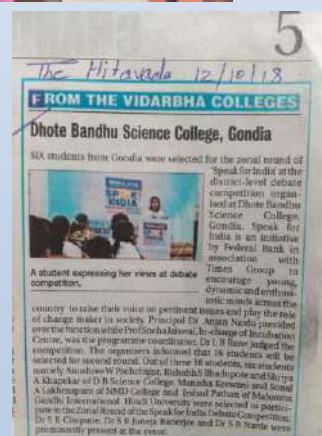 5
The Hitavada 12/10/18
FROM THE VIDARBHA COLLEGES
Dhote Bandhu Science College, Gondia
SIX students from Gondia were selected for the zonal round of
'Speak for India' at the
district-level debate
competition organ-
ised at Dhote Bandhu
Science College,
Gondia. Speak for
India is an initiative
by Federal Bank in
association with
Times Group to
encourage young,
dynamic and enthus-
iastic minds across the
A student expressing her views at debate
competition.
country to raise their voice on pertinent issues and play the role
of change maker in society. Principal Dr Anjan Naidu presided
over the function while Prof Sneha Jaiswal, In-charge of Incubation
Centre, was the programme coordinator. Dr L B Bane judged the
competition. The organisers informed that 16 students will be
selected for second round. Out of these 16 students, six students
namely Anushree W Pachdhar, Rishabh S Bhadupote and Shriya
A Khaparkar of D B Science College, Manisha Keswani and Sonal
A Lakhmapure of NMD College and Irshad Pathan of Mahatma
Gandhi International Hindi University were selected to partici-
pate in the Zonal Round of the Speak for India Debate Competition.
Dr S B Juneja Banerjee and Dr S B Narde were
prominently present at the event.